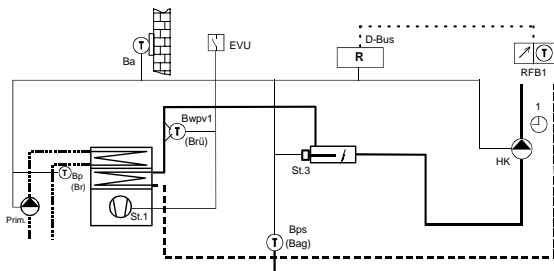 Ba
EVU
D-Bus
R
RFB1
T
T
Bwpv1
T
(Brü)
1
St.3
HK
T
Bp
(Br)
Prim.
St.1
Bps
T
(Bag)